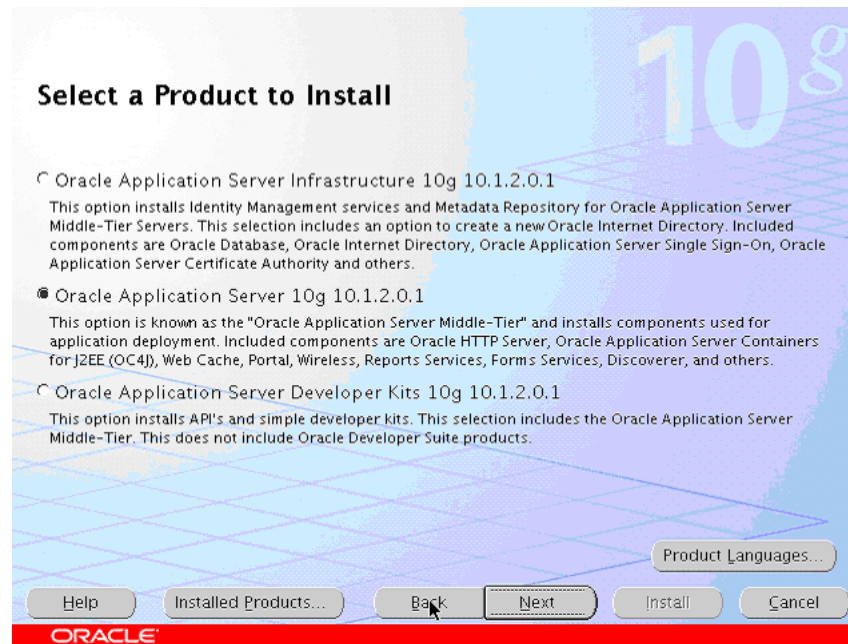 10g
Select a Product to Install
Oracle Application Server Infrastructure 10g 10.1.2.0.1
This option installs Identity Management services and Metadata Repository for Oracle Application Server
Middle-Tier Servers. This selection includes an option to create a new Oracle Internet Directory. Included
components are Oracle Database, Oracle Internet Directory, Oracle Application Server Single Sign-On, Oracle
Application Server Certificate Authority and others.
Oracle Application Server 10g 10.1.2.0.1
This option is known as the "Oracle Application Server Middle-Tier" and installs components used for
application deployment. Included components are Oracle HTTP Server, Oracle Application Server Containers
for J2EE (OC4J), Web Cache, Portal, Wireless, Reports Services, Forms Services, Discoverer, and others.
Oracle Application Server Developer Kits 10g 10.1.2.0.1
This option installs API's and simple developer kits. This selection includes the Oracle Application Server
Middle-Tier. This does not include Oracle Developer Suite products.
Product Languages...
Help Installed Products... Back Next Install Cancel
ORACLE